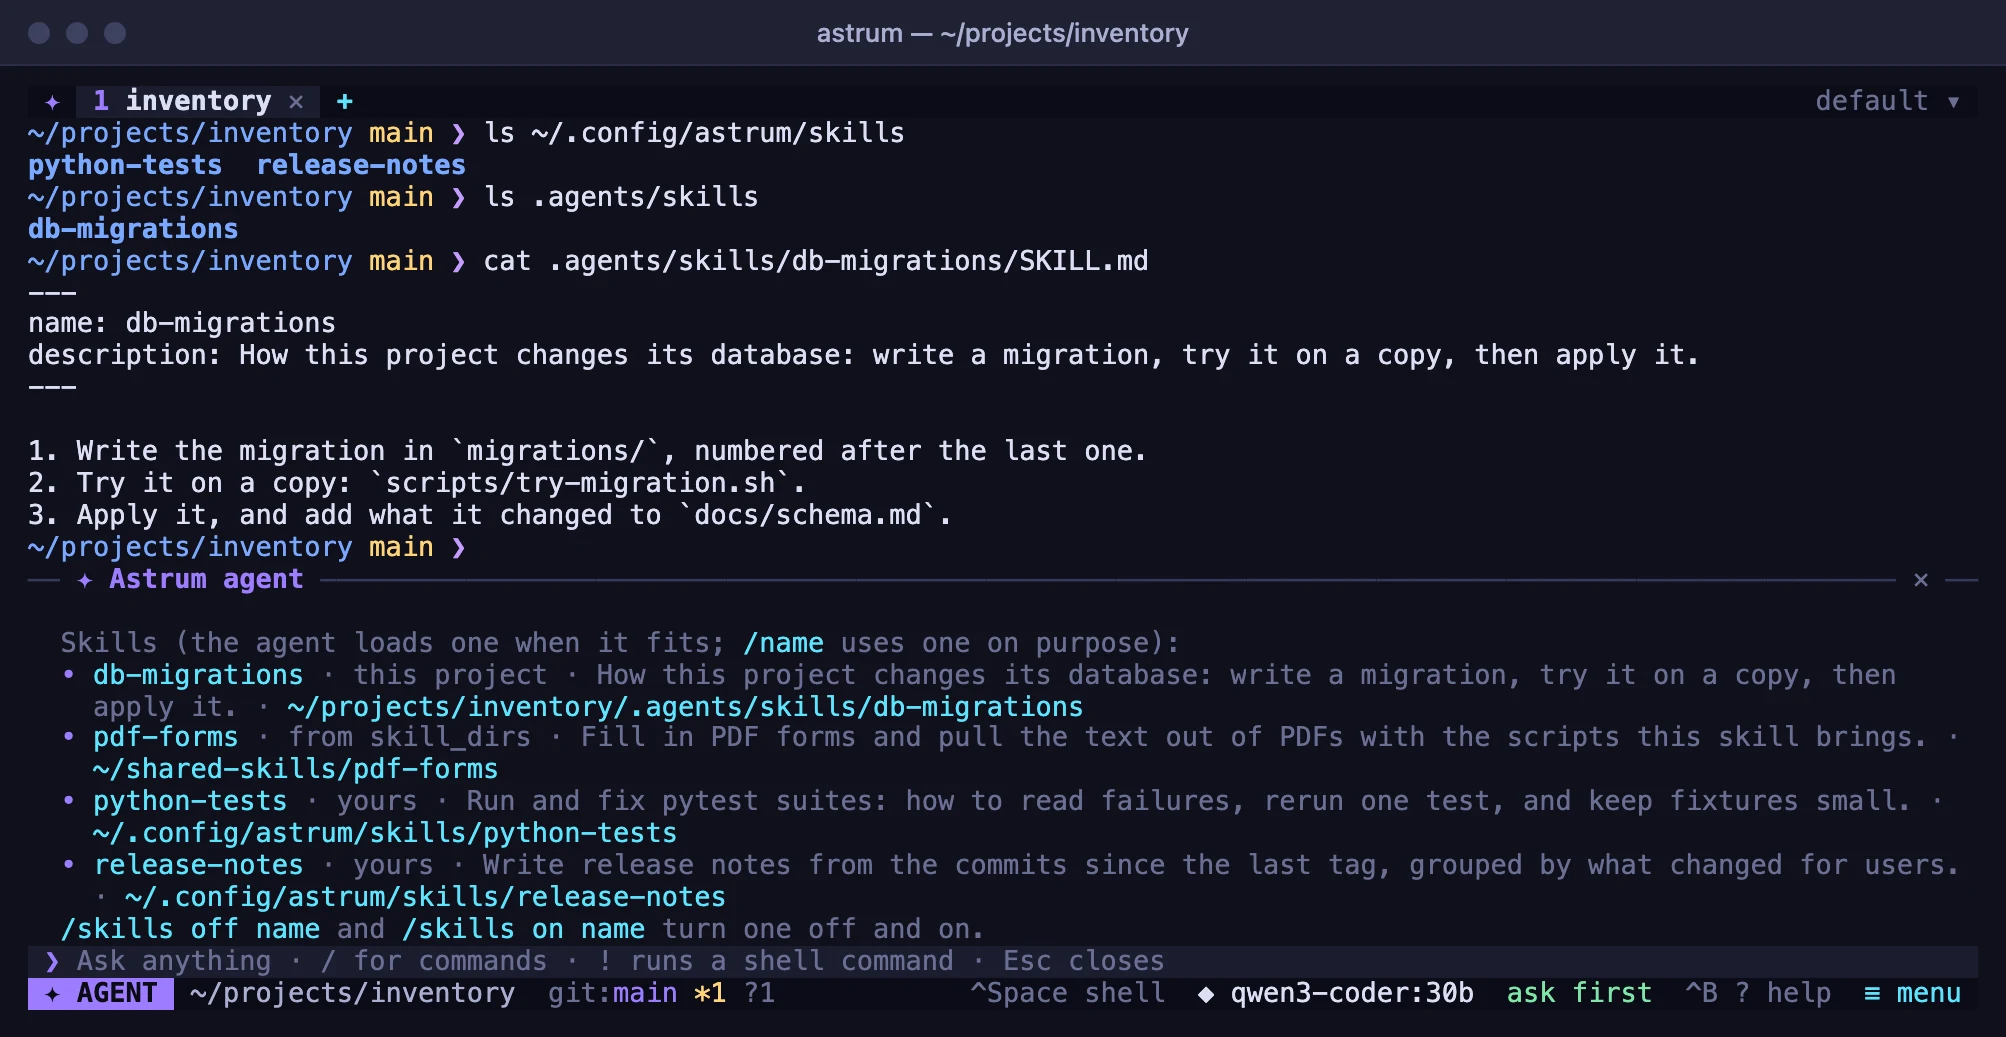 astrum — ~/projects/inventory
✦ 1 inventory × + default ▾
~/projects/inventory main ❯ ls ~/.config/astrum/skills
python-tests  release-notes
~/projects/inventory main ❯ ls .agents/skills
db-migrations
~/projects/inventory main ❯ cat .agents/skills/db-migrations/SKILL.md
---
name: db-migrations
description: How this project changes its database: write a migration, try it on a copy, then apply it.
---
1. Write the migration in `migrations/`, numbered after the last one.
2. Try it on a copy: `scripts/try-migration.sh`.
3. Apply it, and add what it changed to `docs/schema.md`.
~/projects/inventory main ❯
✦ Astrum agent ×
Skills (the agent loads one when it fits; /name uses one on purpose):
• db-migrations · this project · How this project changes its database: write a migration, try it on a copy, then
apply it. · ~/projects/inventory/.agents/skills/db-migrations
• pdf-forms · from skill_dirs · Fill in PDF forms and pull the text out of PDFs with the scripts this skill brings. ·
~/shared-skills/pdf-forms
• python-tests · yours · Run and fix pytest suites: how to read failures, rerun one test, and keep fixtures small. ·
~/.config/astrum/skills/python-tests
• release-notes · yours · Write release notes from the commits since the last tag, grouped by what changed for users.
· ~/.config/astrum/skills/release-notes
/skills off name and /skills on name turn one off and on.
❯ Ask anything · / for commands · ! runs a shell command · Esc closes
✦ AGENT ~/projects/inventory git:main *1 ?1 ^Space shell ◆ qwen3-coder:30b ask first ^B ? help ≡ menu